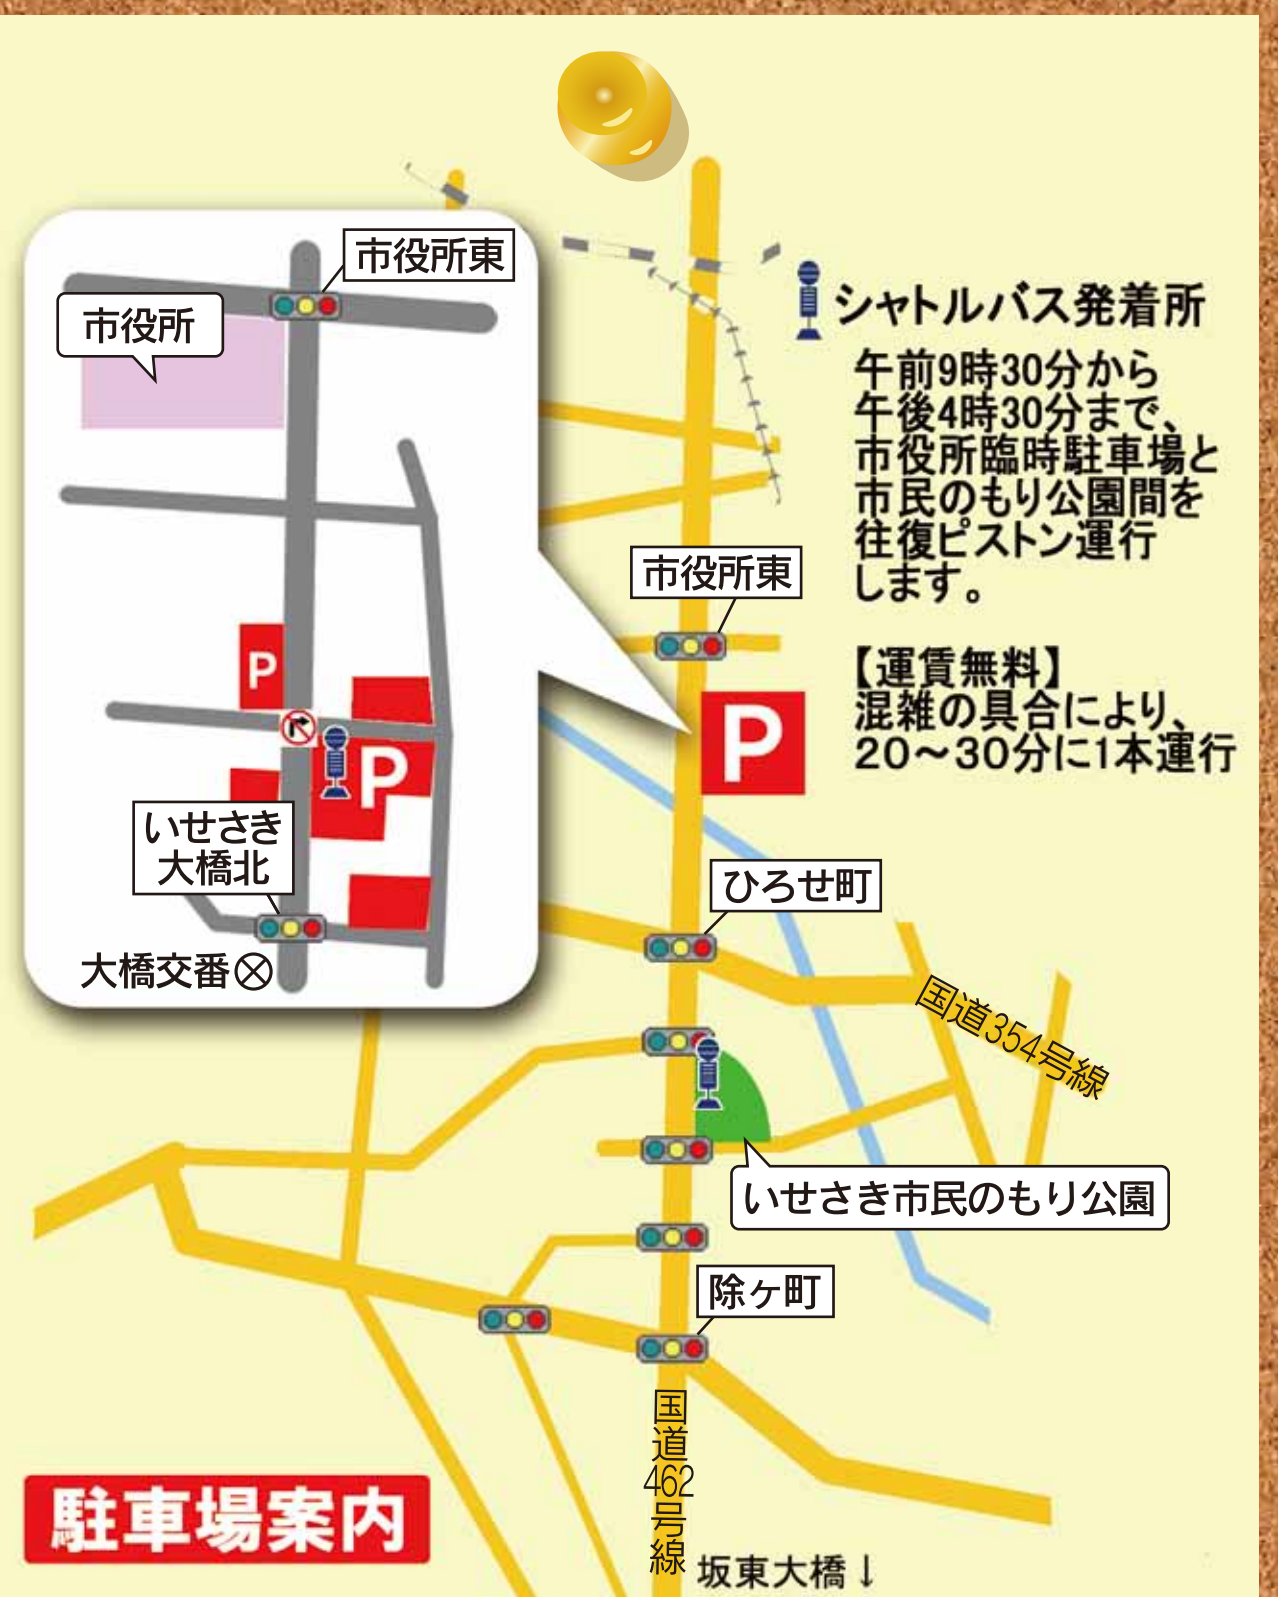 市役所東
市役所
P
P
いせさき
大橋北
大橋交番
シャトルバス発着所
午前9時30分から
午後4時30分まで、
市役所臨時駐車場と
市民のもり公園間を
往復ピストン運行
します。
【運賃無料】
混雑の具合により、
20～30分に1本運行
市役所東
P
ひろせ町
国道354号線
いせさき市民のもり公園
除ヶ町
国道462号線
坂東大橋↓
駐車場案内